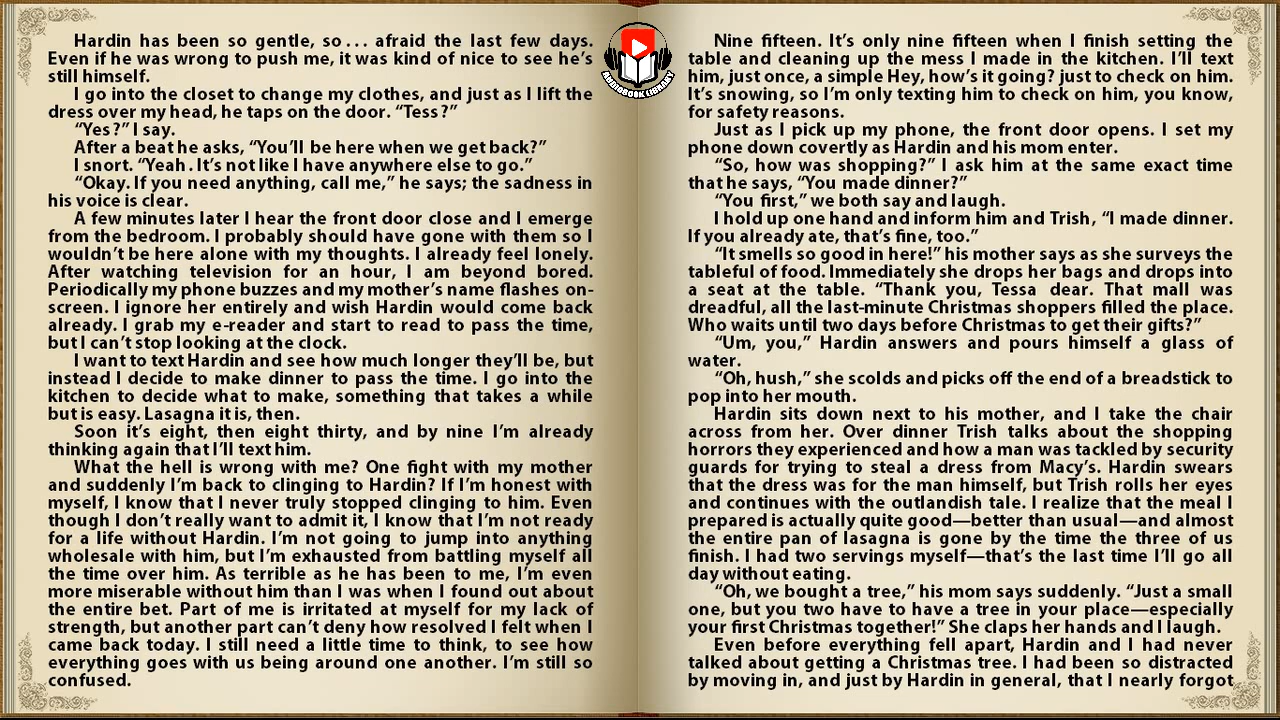 Hardin has been so gentle, so . . . afraid the last few days.
Even if he was wrong to push me, it was kind of nice to see he’s
still himself.
I go into the closet to change my clothes, and just as I lift the
dress over my head, he taps on the door. “Tess?”
“Yes?” I say.
After a beat he asks, “You’ll be here when we get back?”
I snort. “Yeah . It’s not like I have anywhere else to go.”
“Okay. If you need anything, call me,” he says; the sadness in
his voice is clear.
A few minutes later I hear the front door close and I emerge
from the bedroom. I probably should have gone with them so I
wouldn’t be here alone with my thoughts. I already feel lonely.
After watching television for an hour, I am beyond bored.
Periodically my phone buzzes and my mother’s name flashes on-
screen. I ignore her entirely and wish Hardin would come back
already. I grab my e-reader and start to read to pass the time,
but I can’t stop looking at the clock.
I want to text Hardin and see how much longer they’ll be, but
instead I decide to make dinner to pass the time. I go into the
kitchen to decide what to make, something that takes a while
but is easy. Lasagna it is, then.
Soon it’s eight, then eight thirty, and by nine I’m already
thinking again that I’ll text him.
What the hell is wrong with me? One fight with my mother
and suddenly I’m back to clinging to Hardin? If I’m honest with
myself, I know that I never truly stopped clinging to him. Even
though I don’t really want to admit it, I know that I’m not ready
for a life without Hardin. I’m not going to jump into anything
wholesale with him, but I’m exhausted from battling myself all
the time over him. As terrible as he has been to me, I’m even
more miserable without him than I was when I found out about
the entire bet. Part of me is irritated at myself for my lack of
strength, but another part can’t deny how resolved I felt when I
came back today. I still need a little time to think, to see how
everything goes with us being around one another. I’m still so
confused.
AUDIOBOOK LIBRARY
Nine fifteen. It’s only nine fifteen when I finish setting the
table and cleaning up the mess I made in the kitchen. I’ll text
him, just once, a simple Hey, how’s it going? just to check on him.
It’s snowing, so I’m only texting him to check on him, you know,
for safety reasons.
Just as I pick up my phone, the front door opens. I set my
phone down covertly as Hardin and his mom enter.
“So, how was shopping?” I ask him at the same exact time
that he says, “You made dinner?”
“You first,” we both say and laugh.
I hold up one hand and inform him and Trish, “I made dinner.
If you already ate, that’s fine, too.”
“It smells so good in here!” his mother says as she surveys the
tableful of food. Immediately she drops her bags and drops into
a seat at the table. “Thank you, Tessa dear. That mall was
dreadful, all the last-minute Christmas shoppers filled the place.
Who waits until two days before Christmas to get their gifts?”
“Um, you,” Hardin answers and pours himself a glass of
water.
“Oh, hush,” she scolds and picks off the end of a breadstick to
pop into her mouth.
Hardin sits down next to his mother, and I take the chair
across from her. Over dinner Trish talks about the shopping
horrors they experienced and how a man was tackled by security
guards for trying to steal a dress from Macy’s. Hardin swears
that the dress was for the man himself, but Trish rolls her eyes
and continues with the outlandish tale. I realize that the meal I
prepared is actually quite good—better than usual—and almost
the entire pan of lasagna is gone by the time the three of us
finish. I had two servings myself—that’s the last time I’ll go all
day without eating.
“Oh, we bought a tree,” his mom says suddenly. “Just a small
one, but you two have to have a tree in your place—especially
your first Christmas together!” She claps her hands and I laugh.
Even before everything fell apart, Hardin and I had never
talked about getting a Christmas tree. I had been so distracted
by moving in, and just by Hardin in general, that I nearly forgot